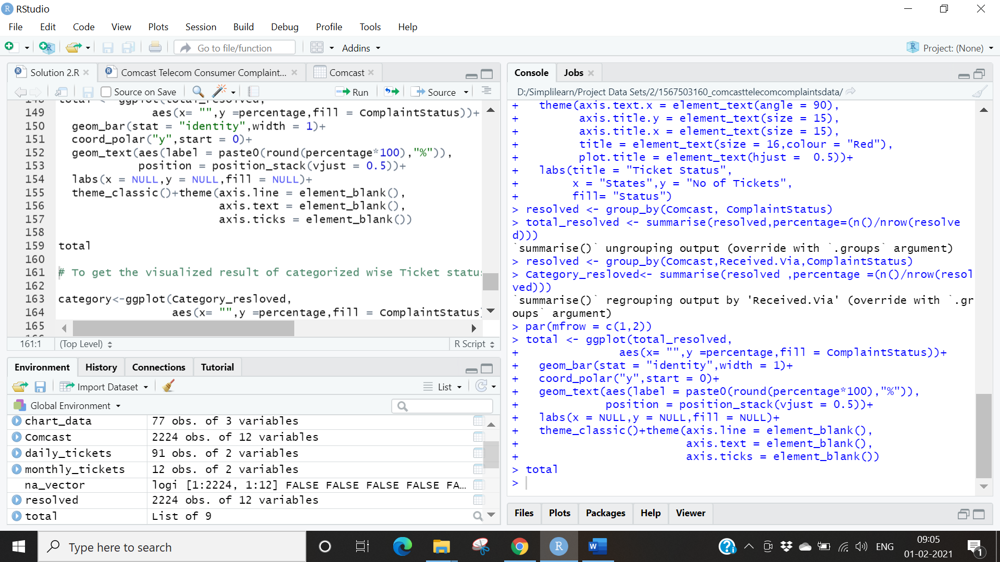 RStudio
File Edit Code View Plots Session Build Debug Profile Tools Help
Go to file/function Addins Project: (None)
Solution 2.R Comcast Telecom Consumer Complaint... Comcast
Source on Save Run Source
149 aes(x= "",y =percentage,fill = ComplaintStatus))+
150 geom_bar(stat = "identity",width = 1)+
151 coord_polar("y",start = 0)+
152 geom_text(aes(label = paste0(round(percentage*100),"%")),
153 position = position_stack(vjust = 0.5))+
154 labs(x = NULL,y = NULL,fill = NULL)+
155 theme_classic()+theme(axis.line = element_blank(),
156 axis.text = element_blank(),
157 axis.ticks = element_blank())
158
159 total
160
161 # To get the visualized result of categorized wise Ticket statu
162
163 category<-ggplot(Category_resloved,
164 aes(x= "",y =percentage,fill = ComplaintStatus
165
161:1 (Top Level) R Script
Environment History Connections Tutorial
Import Dataset List
Global Environment
chart_data 77 obs. of 3 variables
Comcast 2224 obs. of 12 variables
daily_tickets 91 obs. of 2 variables
monthly_tickets 12 obs. of 2 variables
na_vector logi [1:2224, 1:12] FALSE FALSE FALSE FALSE FA...
resolved 2224 obs. of 12 variables
total List of 9
Console Jobs
D:/Simplilearn/Project Data Sets/2/1567503160_comcasttelecomcomplaintsdata/
+ theme(axis.text.x = element_text(angle = 90),
+ axis.title.y = element_text(size = 15),
+ axis.title.x = element_text(size = 15),
+ title = element_text(size = 16,colour = "Red"),
+ plot.title = element_text(hjust =  0.5))+
+ labs(title = "Ticket Status",
+ x = "States",y = "No of Tickets",
+ fill= "Status")
> resolved <- group_by(Comcast, ComplaintStatus)
> total_resolved <- summarise(resolved,percentage=(n()/nrow(resolve
d)))
`summarise()` ungrouping output (override with `.groups` argument)
> resolved <- group_by(Comcast,Received.Via,ComplaintStatus)
> Category_resloved<- summarise(resolved ,percentage =(n()/nrow(resol
ved)))
`summarise()` regrouping output by 'Received.Via' (override with `.gr
oups` argument)
> par(mfrow = c(1,2))
> total <- ggplot(total_resolved,
+ aes(x= "",y =percentage,fill = ComplaintStatus))+
+ geom_bar(stat = "identity",width = 1)+
+ coord_polar("y",start = 0)+
+ geom_text(aes(label = paste0(round(percentage*100),"%")),
+ position = position_stack(vjust = 0.5))+
+ labs(x = NULL,y = NULL,fill = NULL)+
+ theme_classic()+theme(axis.line = element_blank(),
+ axis.text = element_blank(),
+ axis.ticks = element_blank())
> total
>
Files Plots Packages Help Viewer
Type here to search
ENG
09:05
01-02-2021
1